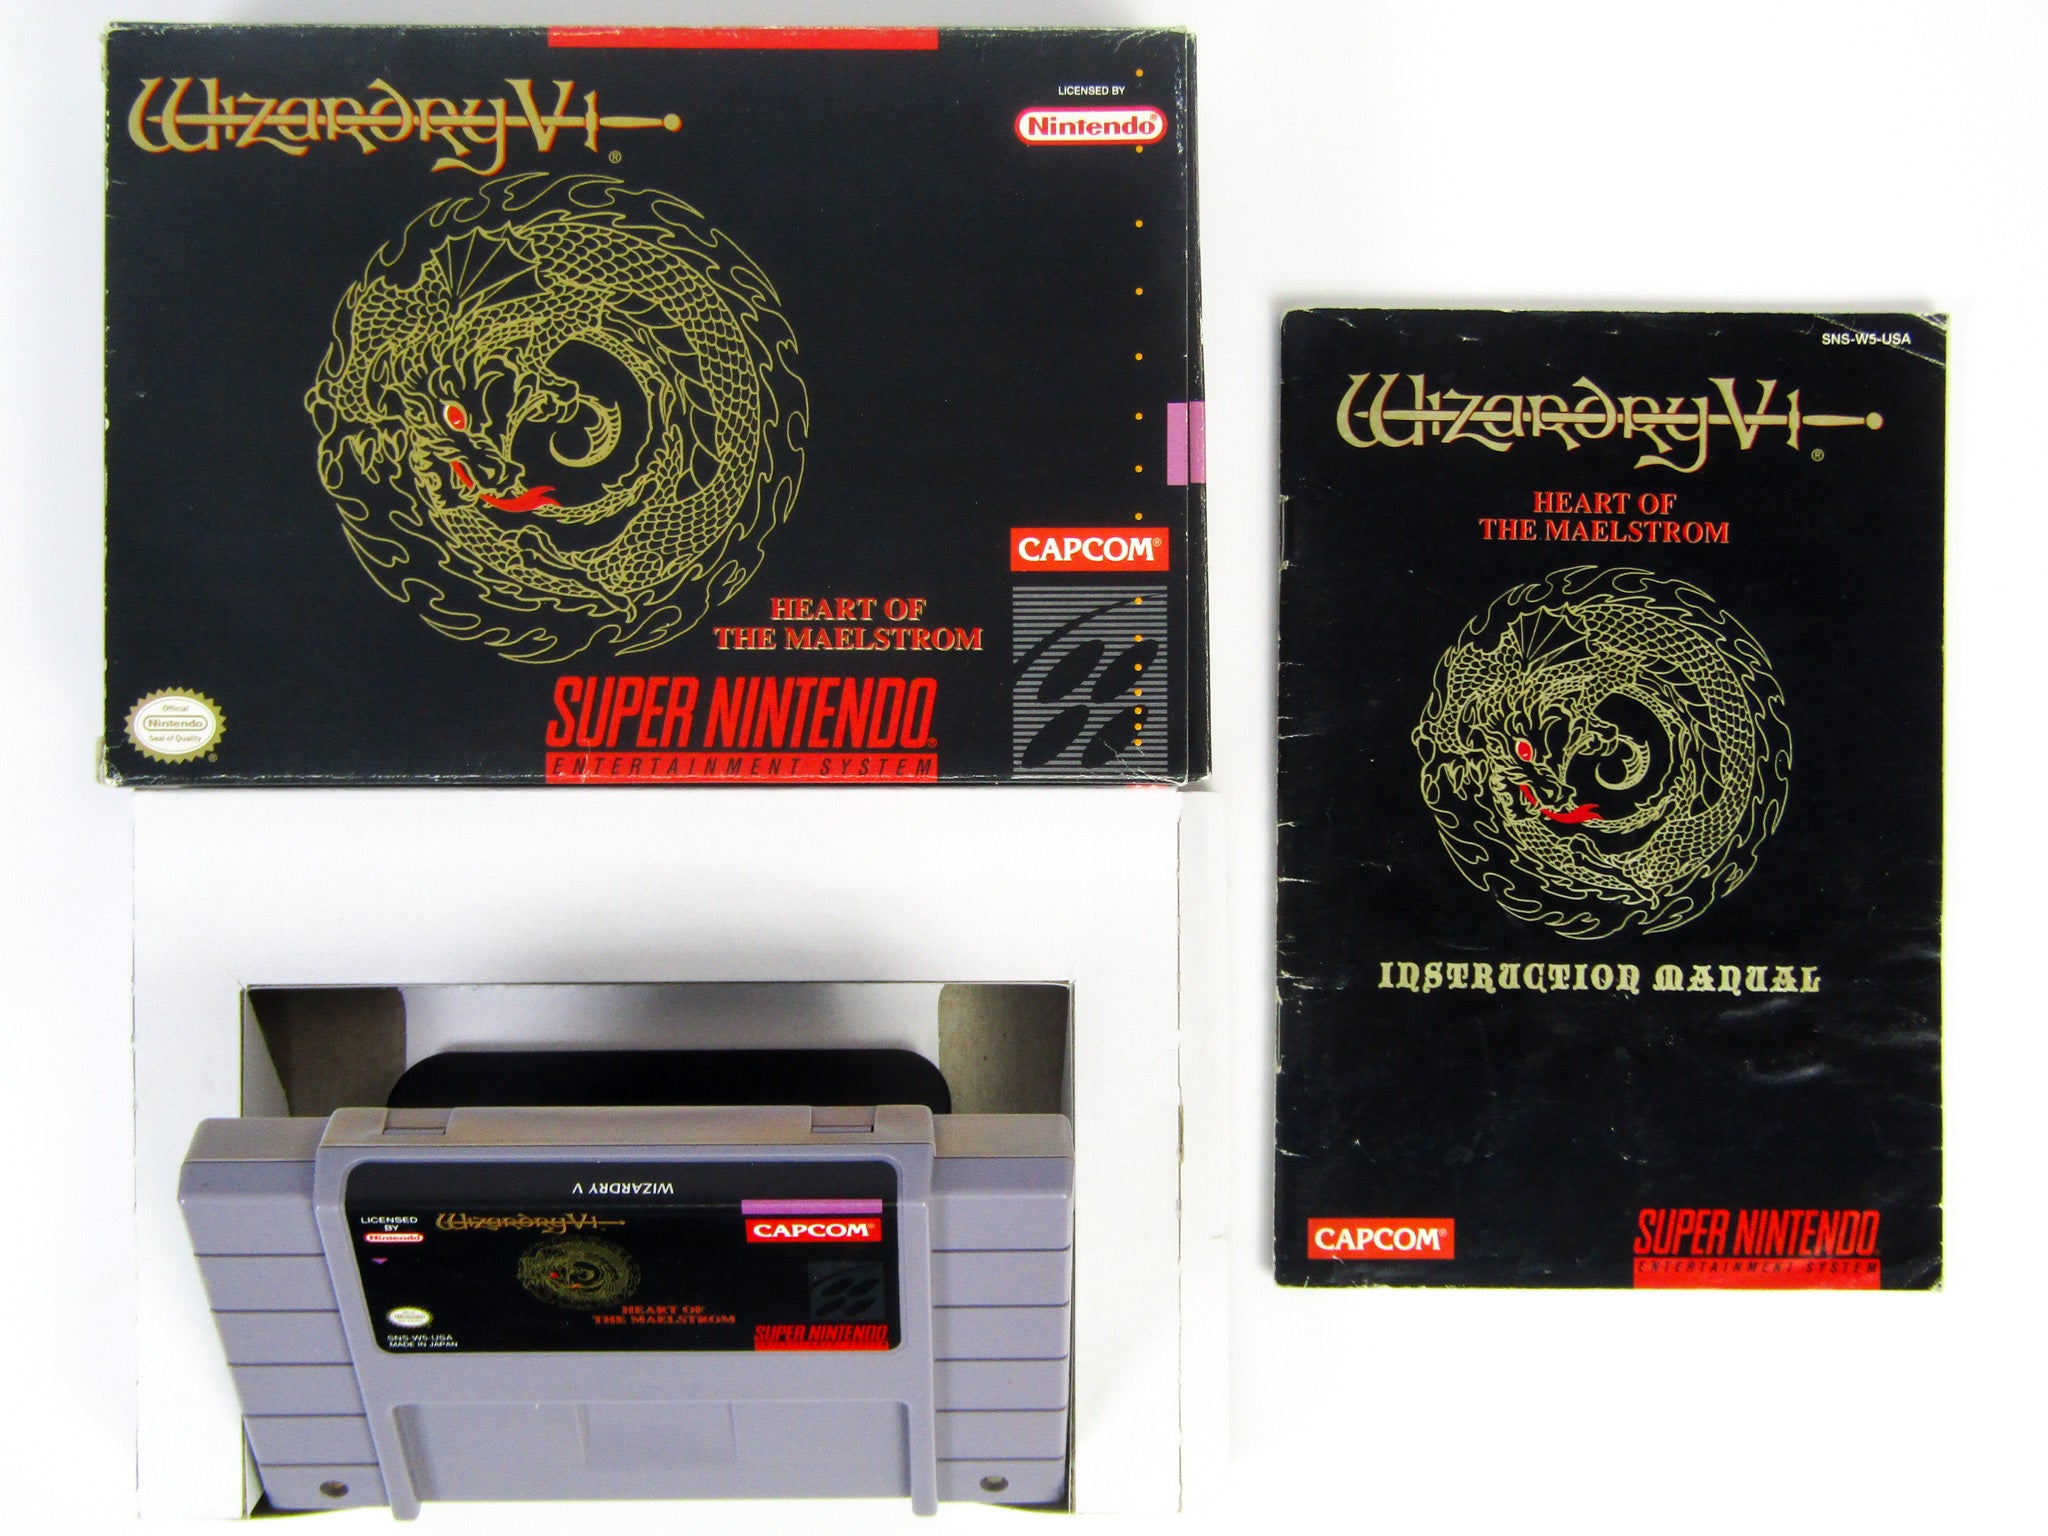 Wizardry V
®
LICENSED BY
Nintendo®
CAPCOM®
HEART OF
THE MAELSTROM
Official
Nintendo
Seal of Quality
®
SUPER NINTENDO®
ENTERTAINMENT SYSTEM
SNS-W5-USA
Wizardry V
®
HEART OF
THE MAELSTROM
INSTRUCTION MANUAL
CAPCOM®
SUPER NINTENDO
ENTERTAINMENT SYSTEM
WIZARDRY V
LICENSED
BY
Nintendo
Wizardry V
CAPCOM®
HEART OF
THE MAELSTROM
SNS-W5-USA
MADE IN JAPAN
SUPER NINTENDO